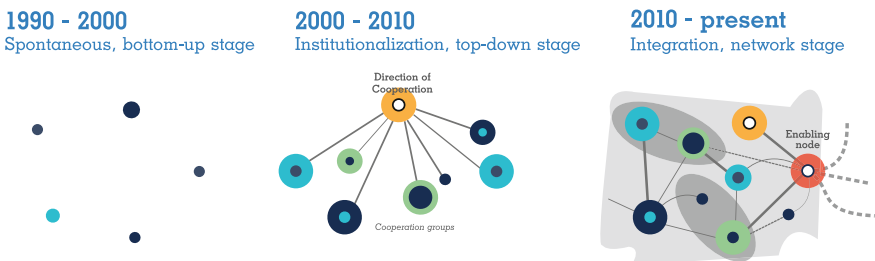 1990 - 2000
Spontaneous, bottom-up stage
2000 - 2010
Institutionalization, top-down stage
Direction of
Cooperation
Cooperation groups
2010 - present
Integration, network stage
Enabling
node